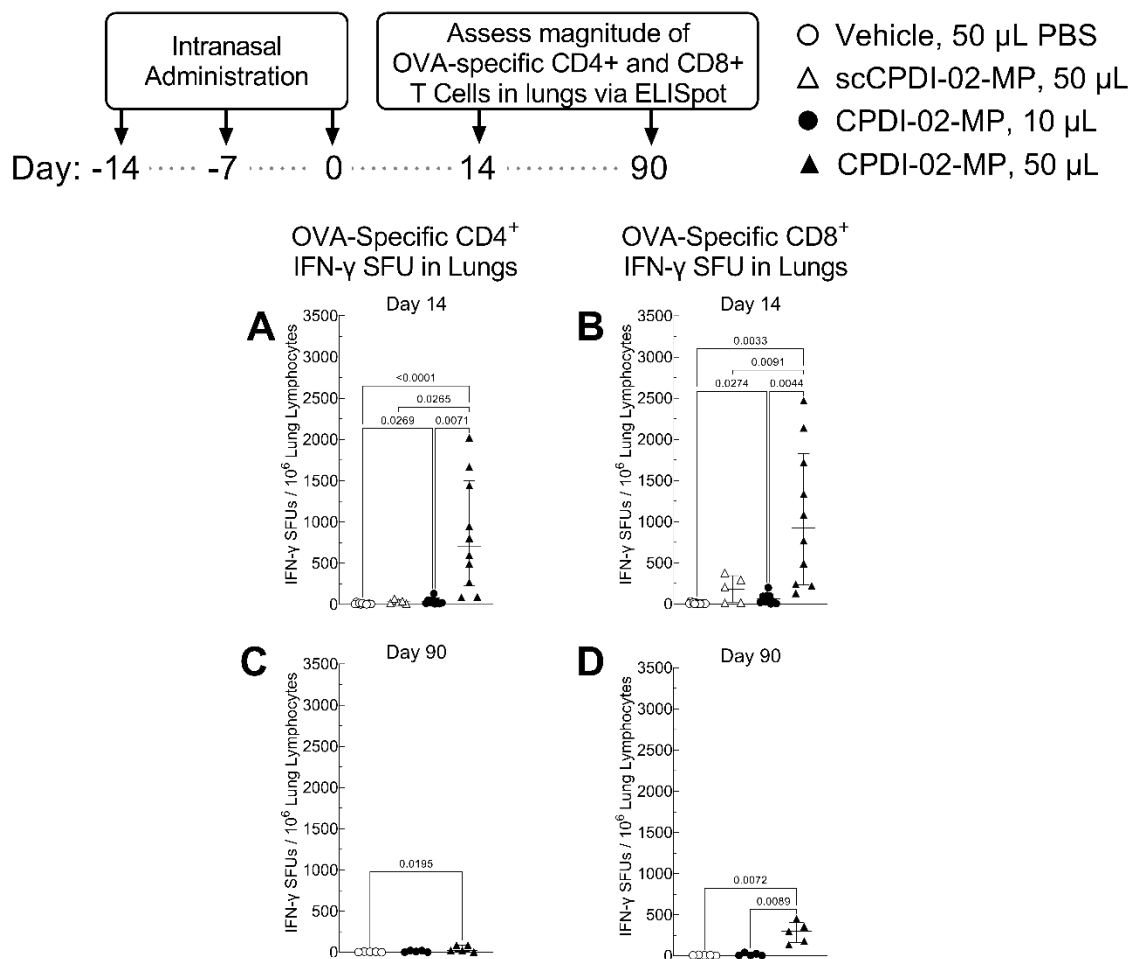 Intranasal
Administration
Assess magnitude of
OVA-specific CD4+ and CD8+
T Cells in lungs via ELISpot
Day: -14 -7 0 14 90
Vehicle, 50 µL PBS
scCPDI-02-MP, 50 µL
CPDI-02-MP, 10 µL
CPDI-02-MP, 50 µL
OVA-Specific CD4+
IFN-γ SFU in Lungs
OVA-Specific CD8+
IFN-γ SFU in Lungs
A
Day 14
IFN-γ SFUs / 10⁶ Lung Lymphocytes
3500
3000
2500
2000
1500
1000
500
0
<0.0001
0.0265
0.0269
0.0071
B
Day 14
IFN-γ SFUs / 10⁶ Lung Lymphocytes
3500
3000
2500
2000
1500
1000
500
0
0.0033
0.0091
0.0274
0.0044
C
Day 90
IFN-γ SFUs / 10⁶ Lung Lymphocytes
3500
3000
2500
2000
1500
1000
500
0
0.0195
D
Day 90
IFN-γ SFUs / 10⁶ Lung Lymphocytes
3500
3000
2500
2000
1500
1000
500
0
0.0072
0.0089